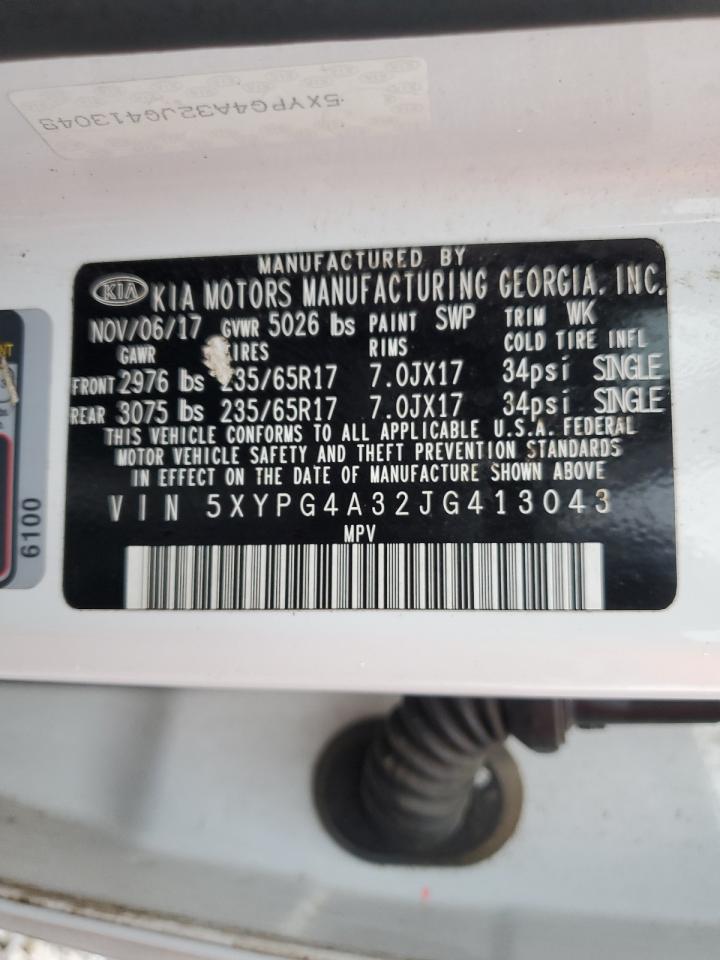 5XYPG4A32JG413043
MANUFACTURED BY
KIA KIA MOTORS MANUFACTURING GEORGIA, INC.
NOV/06/17 GVWR 5026 lbs PAINT SWP TRIM WK
GAWR TIRES RIMS COLD TIRE INFL
FRONT 2976 lbs 235/65R17 7.0JX17 34psi SINGLE
REAR 3075 lbs 235/65R17 7.0JX17 34psi SINGLE
THIS VEHICLE CONFORMS TO ALL APPLICABLE U.S.A. FEDERAL
MOTOR VEHICLE SAFETY AND THEFT PREVENTION STANDARDS
IN EFFECT ON THE DATE OF MANUFACTURE SHOWN ABOVE
VIN 5XYPG4A32JG413043
MPV
6100